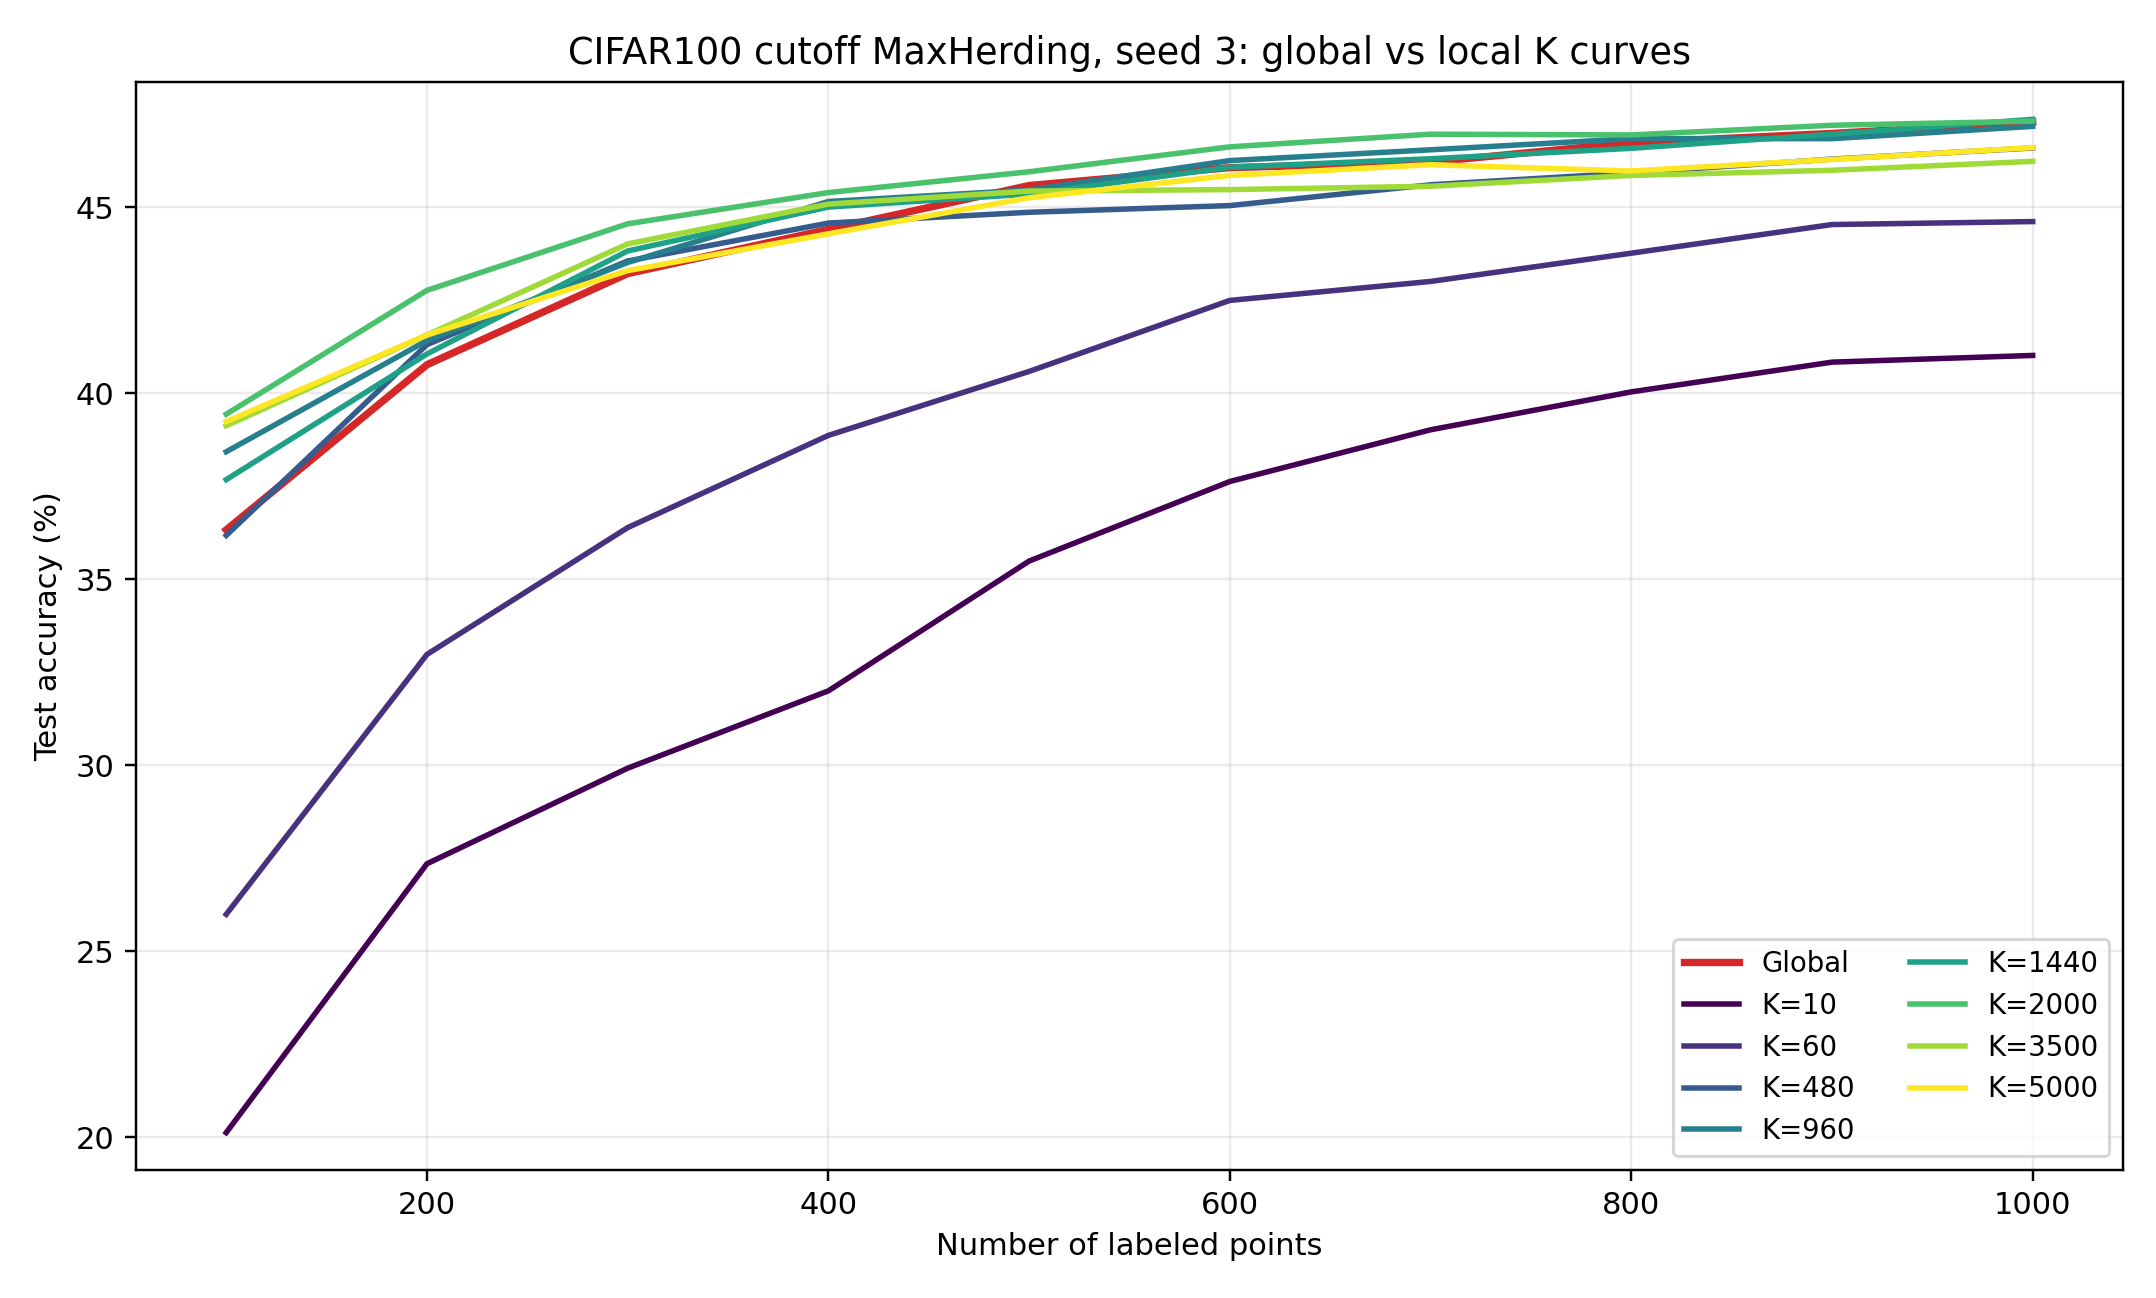 CIFAR100 cutoff MaxHerding, seed 3: global vs local K curves
Test accuracy (%)
45
40
35
30
25
20
200
400
600
800
1000
Number of labeled points
Global
K=10
K=60
K=480
K=960
K=1440
K=2000
K=3500
K=5000